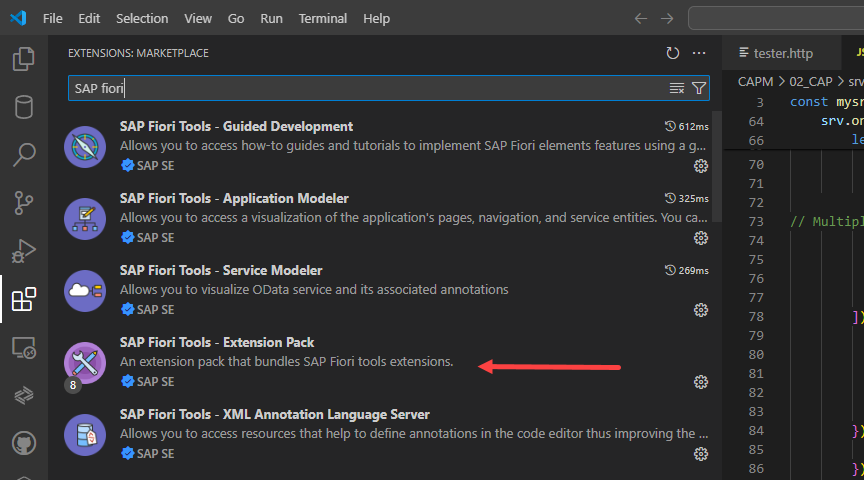 File Edit Selection View Go Run Terminal Help
EXTENSIONS: MARKETPLACE
SAP fiori
SAP Fiori Tools - Guided Development
612ms
Allows you to access how-to guides and tutorials to implement SAP Fiori elements features using a g...
SAP SE
SAP Fiori Tools - Application Modeler
325ms
Allows you to access a visualization of the application's pages, navigation, and service entities. You ca...
SAP SE
SAP Fiori Tools - Service Modeler
269ms
Allows you to visualize OData service and its associated annotations
SAP SE
SAP Fiori Tools - Extension Pack
An extension pack that bundles SAP Fiori tools extensions.
8
SAP SE
SAP Fiori Tools - XML Annotation Language Server
Allows you to access resources that help to define annotations in the code editor thus improving the ...
SAP SE
tester.http JS
CAPM > 02_CAP > srv
3 const mysr
64 srv.on
66 le
70
71
72
73 // Multipl
74
75
76
77
78 ])
79
80
81
82
83
84 })
85
86 })